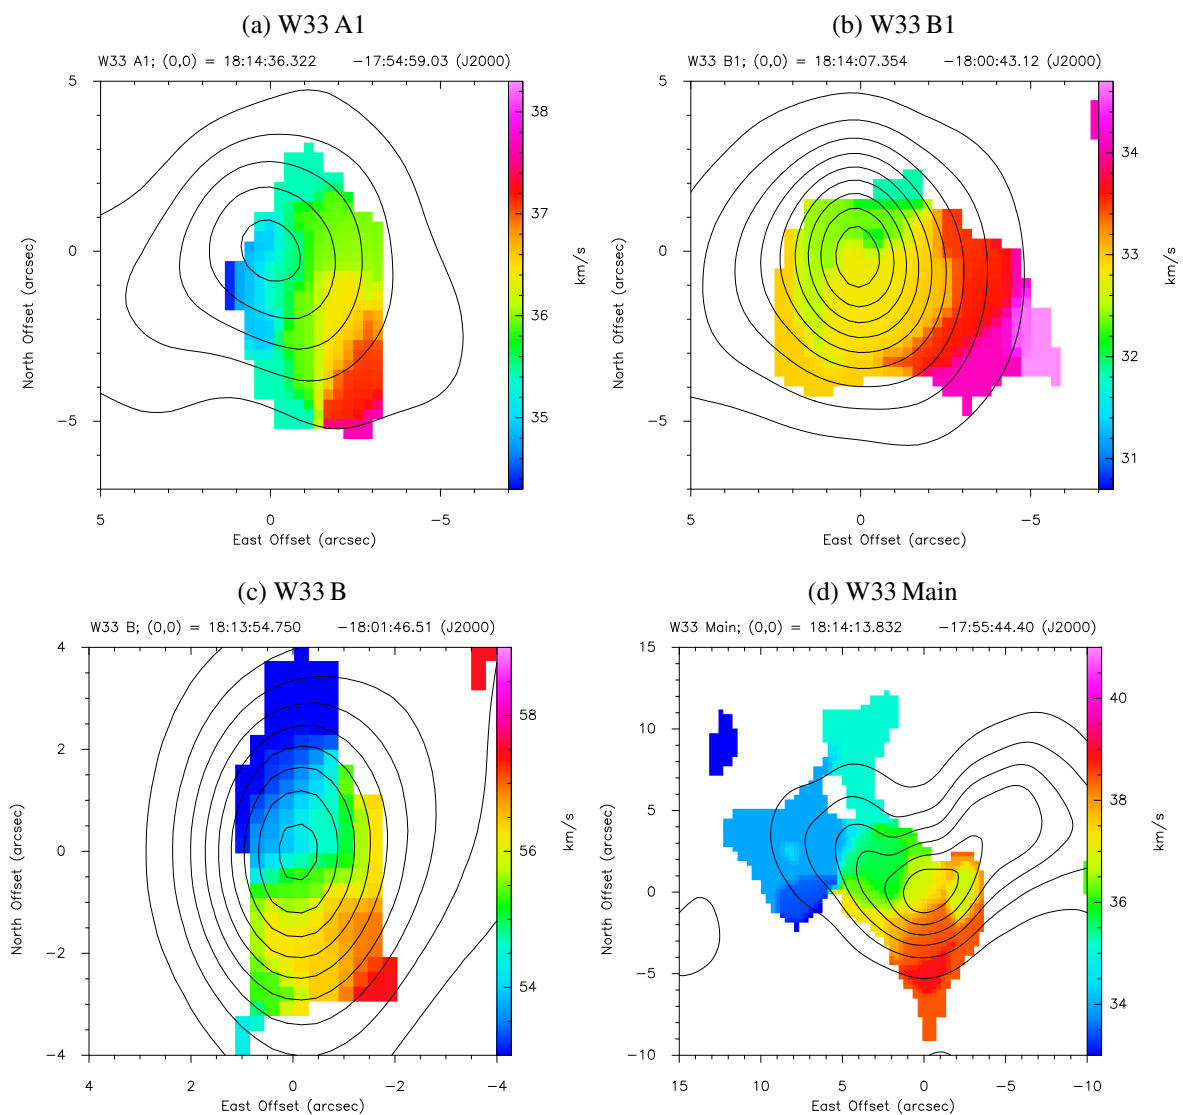 (a) W33 A1
W33 A1; (0,0) = 18:14:36.322 −17:54:59.03 (J2000)
5
0
−5
North Offset (arcsec)
5 0 −5
East Offset (arcsec)
38
37
36
35
km/s
(b) W33 B1
W33 B1; (0,0) = 18:14:07.354 −18:00:43.12 (J2000)
5
0
−5
North Offset (arcsec)
5 0 −5
East Offset (arcsec)
34
33
32
31
km/s
(c) W33 B
W33 B; (0,0) = 18:13:54.750 −18:01:46.51 (J2000)
4
2
0
−2
−4
North Offset (arcsec)
4 2 0 −2 −4
East Offset (arcsec)
58
56
54
km/s
(d) W33 Main
W33 Main; (0,0) = 18:14:13.832 −17:55:44.40 (J2000)
15
10
5
0
−5
−10
North Offset (arcsec)
15 10 5 0 −5 −10
East Offset (arcsec)
40
38
36
34
km/s